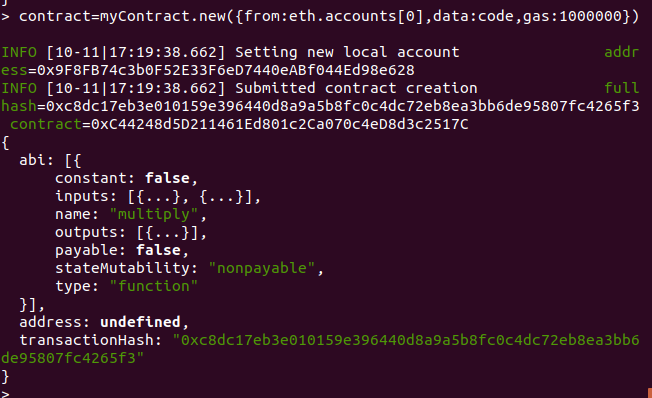 > contract=myContract.new({from:eth.accounts[0],data:code,gas:1000000})
INFO [10-11|17:19:38.662] Setting new local account                addr
ess=0x9F8FB74c3b0F52E33F6eD7440eABf044Ed98e628
INFO [10-11|17:19:38.662] Submitted contract creation              full
hash=0xc8dc17eb3e010159e396440d8a9a5b8fc0c4dc72eb8ea3bb6de95807fc4265f3
 contract=0xC44248d5D211461Ed801c2Ca070c4eD8d3c2517C
{
  abi: [{
      constant: false,
      inputs: [{...}, {...}],
      name: "multiply",
      outputs: [{...}],
      payable: false,
      stateMutability: "nonpayable",
      type: "function"
  }],
  address: undefined,
  transactionHash: "0xc8dc17eb3e010159e396440d8a9a5b8fc0c4dc72eb8ea3bb6
de95807fc4265f3"
}
>